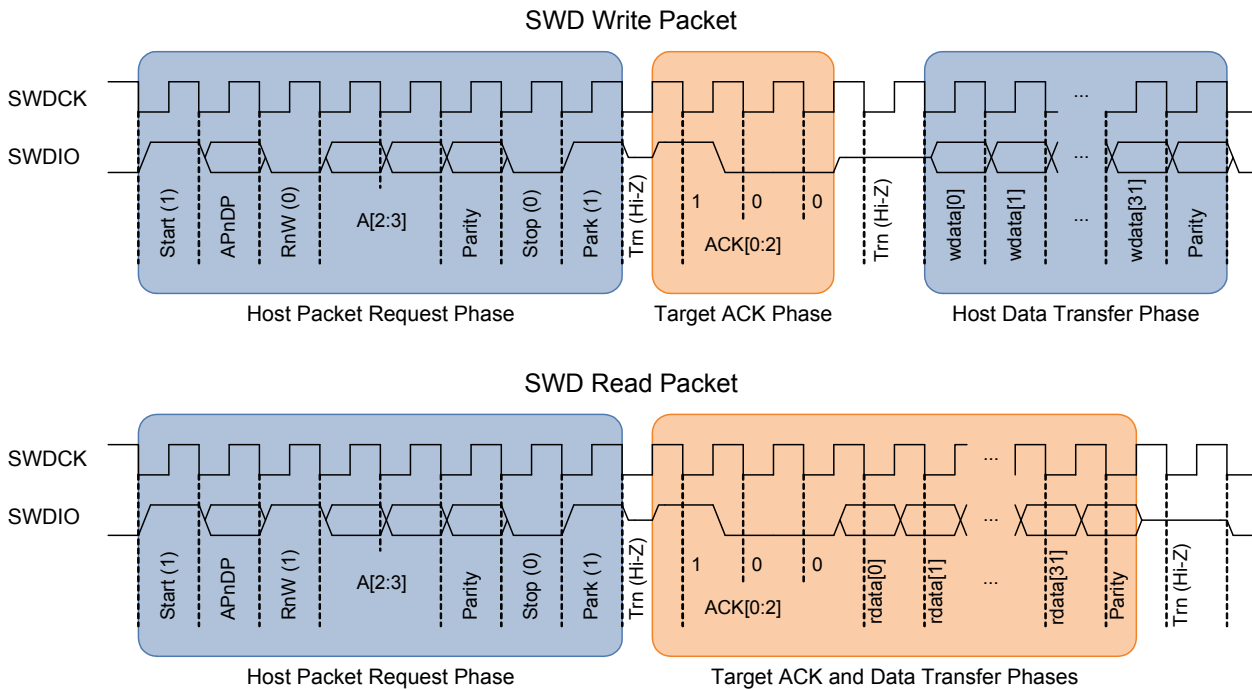 SWD Write Packet
SWDCK
...
SWDIO
...
Start (1)
APnDP
RnW (0)
A[2:3]
Parity
Stop (0)
Park (1)
Trn (Hi-Z)
1
0
0
ACK[0:2]
Trn (Hi-Z)
wdata[0]
wdata[1]
...
wdata[31]
Parity
Host Packet Request Phase
Target ACK Phase
Host Data Transfer Phase
SWD Read Packet
SWDCK
...
SWDIO
...
Start (1)
APnDP
RnW (1)
A[2:3]
Parity
Stop (0)
Park (1)
Trn (Hi-Z)
1
0
0
ACK[0:2]
rdata[0]
rdata[1]
...
rdata[31]
Parity
Trn (Hi-Z)
Host Packet Request Phase
Target ACK and Data Transfer Phases